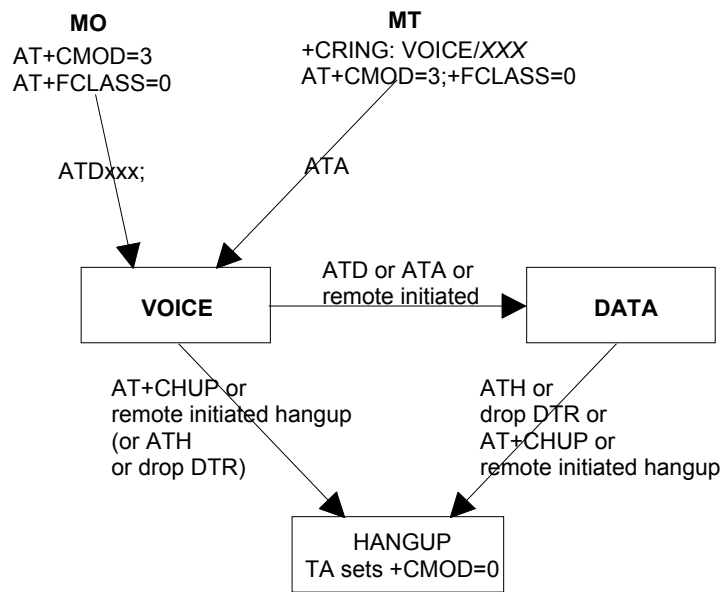 MO
AT+CMOD=3
AT+FCLASS=0
MT
+CRING: VOICE/XXX
AT+CMOD=3;+FCLASS=0
ATDxxx;
ATA
VOICE
ATD or ATA or
remote initiated
DATA
AT+CHUP or
remote initiated hangup
(or ATH
or drop DTR)
ATH or
drop DTR or
AT+CHUP or
remote initiated hangup
HANGUP
TA sets +CMOD=0